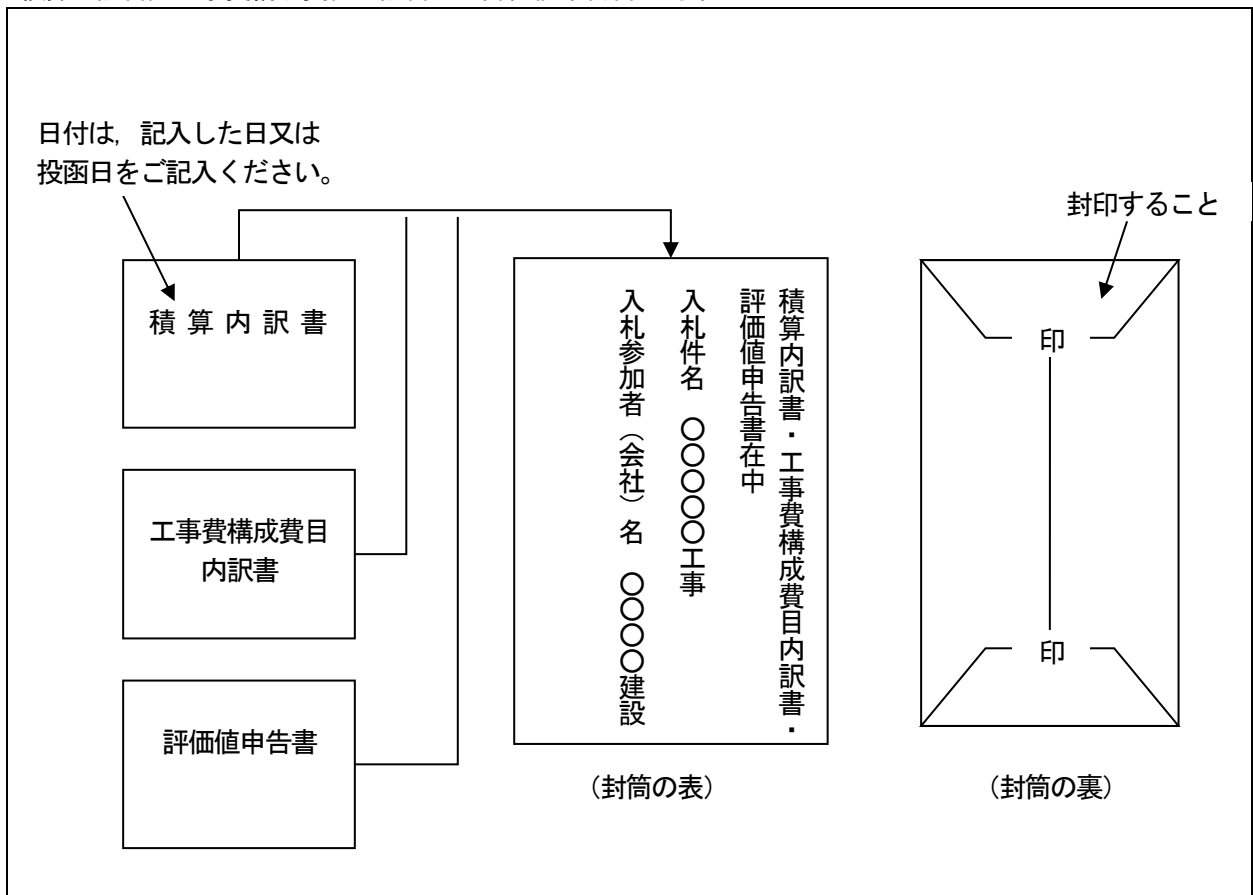 日付は，記入した日又は
投函日をご記入ください。
封印すること
積算内訳書
工事費構成費目
内訳書
評価値申告書
積算内訳書・工事費構成費目内訳書・
評価値申告書在中
入札件名　〇〇〇〇〇工事
入札参加者（会社）名　〇〇〇〇建設
（封筒の表）
印
印
（封筒の裏）